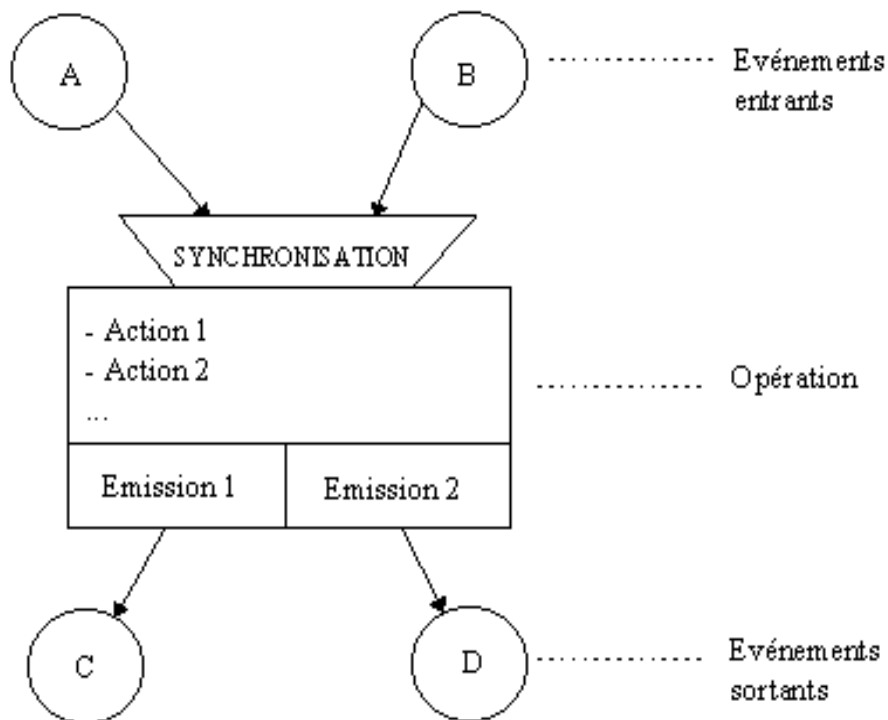 A
B
Evénements
entrants
SYNCHRONISATION
- Action 1
- Action 2
...
Opération
Emission 1
Emission 2
C
D
Evénements
sortants